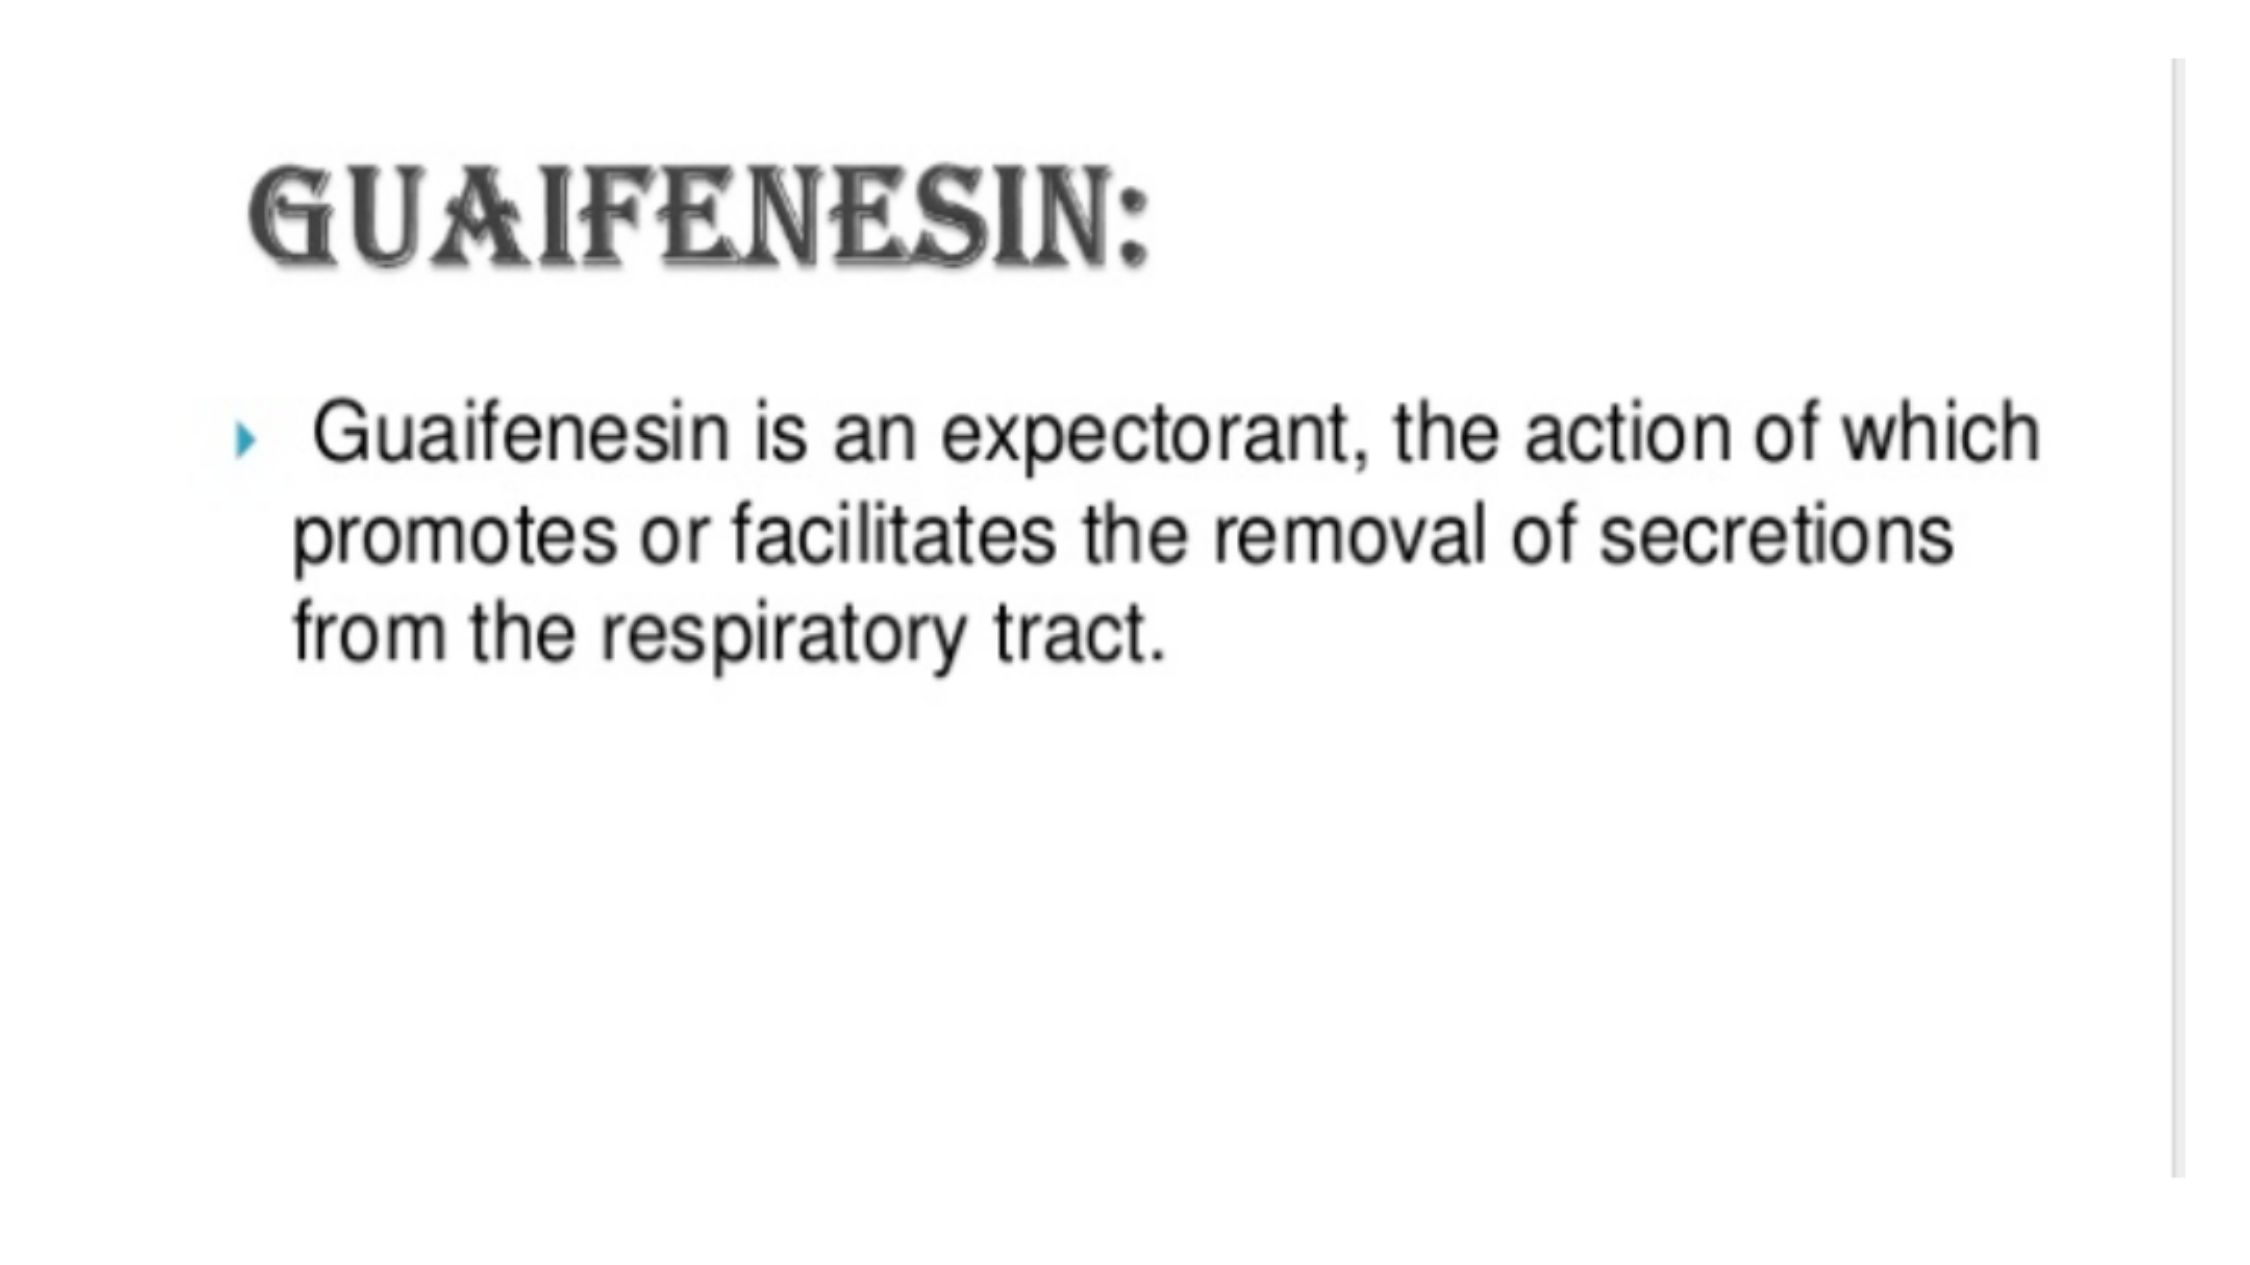 GUAIFENESIN:
Guaifenesin is an expectorant, the action of which
promotes or facilitates the removal of secretions
from the respiratory tract.